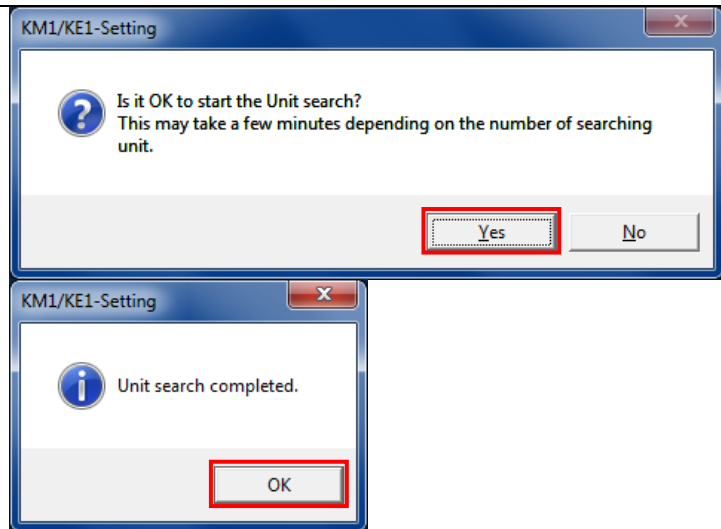 KM1/KE1-Setting
Is it OK to start the Unit search?
This may take a few minutes depending on the number of searching
unit.
Yes
No
KM1/KE1-Setting
Unit search completed.
OK